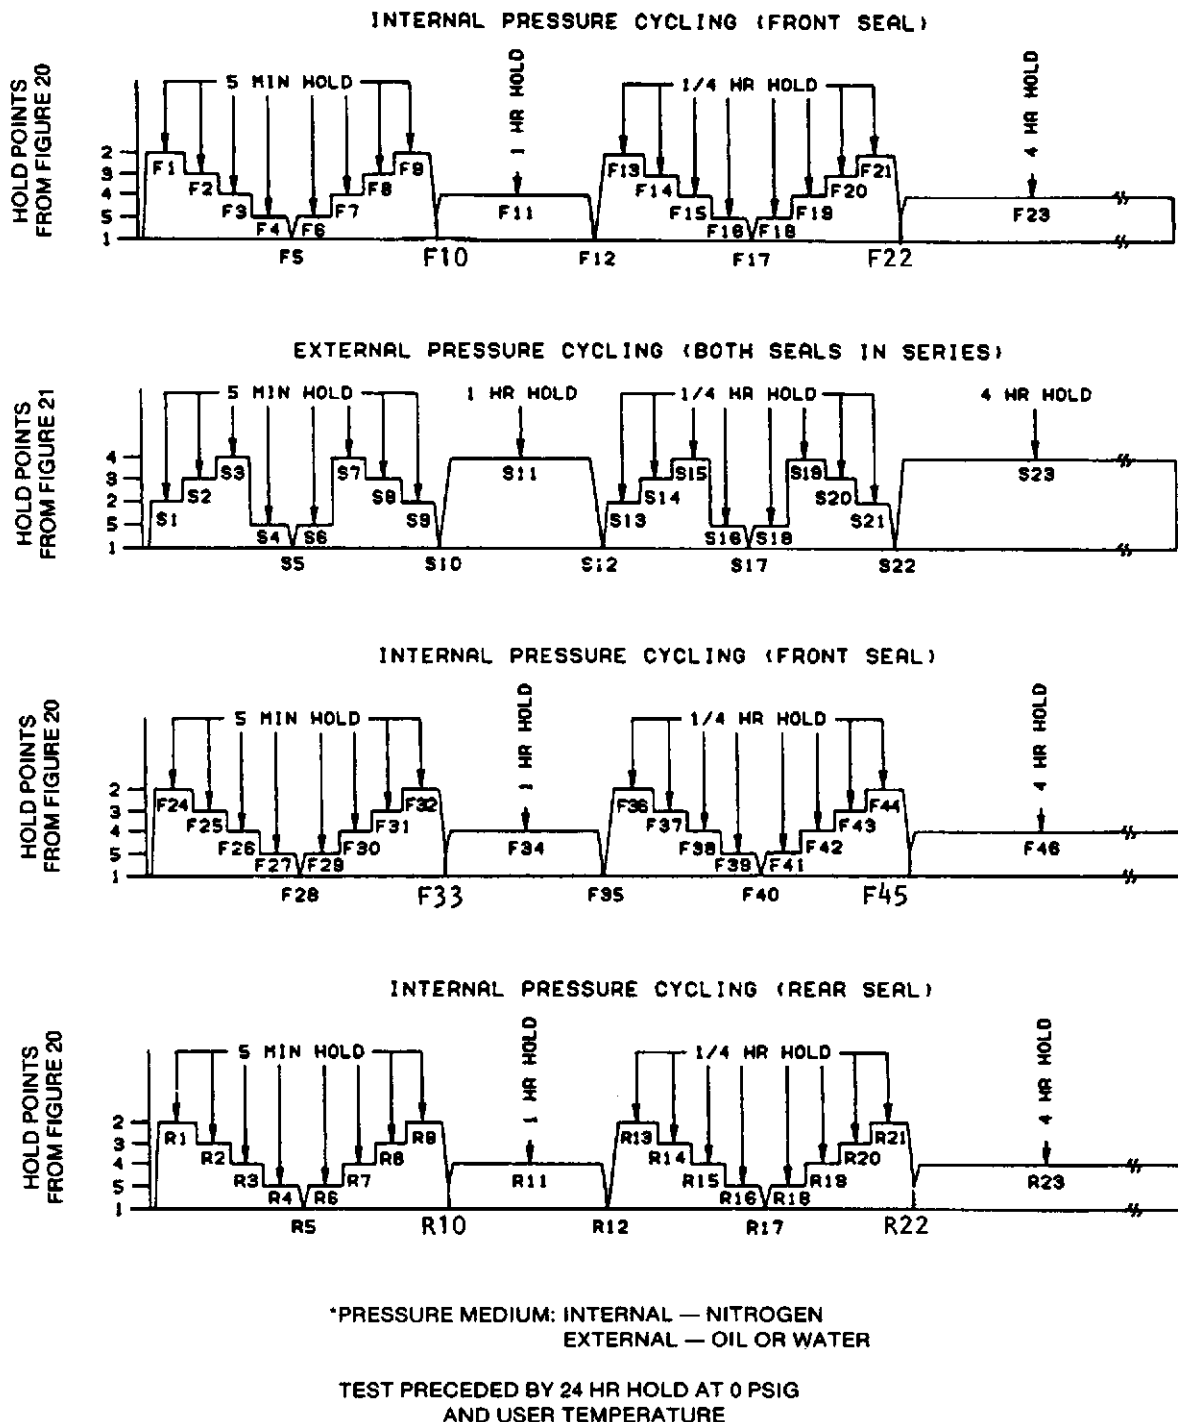 INTERNAL PRESSURE CYCLING (FRONT SEAL)
HOLD POINTS
FROM FIGURE 20
5 MIN HOLD
1 HR HOLD
1/4 HR HOLD
4 HR HOLD
2
3
4
5
1
F1
F2
F3
F4
F5
F6
F7
F8
F9
F10
F11
F12
F13
F14
F15
F16
F17
F18
F19
F20
F21
F22
F23
EXTERNAL PRESSURE CYCLING (BOTH SEALS IN SERIES)
HOLD POINTS
FROM FIGURE 21
5 MIN HOLD
1 HR HOLD
1/4 HR HOLD
4 HR HOLD
4
3
2
5
1
S1
S2
S3
S4
S5
S6
S7
S8
S9
S10
S11
S12
S13
S14
S15
S16
S17
S18
S19
S20
S21
S22
S23
INTERNAL PRESSURE CYCLING (FRONT SEAL)
HOLD POINTS
FROM FIGURE 20
5 MIN HOLD
1 HR HOLD
1/4 HR HOLD
4 HR HOLD
2
3
4
5
1
F24
F25
F26
F27
F28
F29
F30
F31
F32
F33
F34
F35
F36
F37
F38
F39
F40
F41
F42
F43
F44
F45
F46
INTERNAL PRESSURE CYCLING (REAR SEAL)
HOLD POINTS
FROM FIGURE 20
5 MIN HOLD
1 HR HOLD
1/4 HR HOLD
4 HR HOLD
2
3
4
5
1
R1
R2
R3
R4
R5
R6
R7
R8
R9
R10
R11
R12
R13
R14
R15
R16
R17
R18
R19
R20
R21
R22
R23
*PRESSURE MEDIUM: INTERNAL — NITROGEN
EXTERNAL — OIL OR WATER
TEST PRECEDED BY 24 HR HOLD AT 0 PSIG
AND USER TEMPERATURE